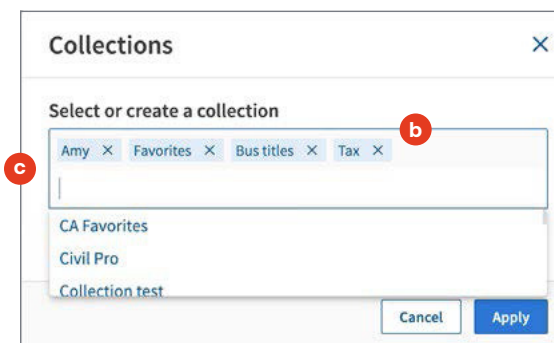 Collections
Select or create a collection
b
Amy × Favorites × Bus titles × Tax ×
c
CA Favorites
Civil Pro
Collection test
Cancel Apply